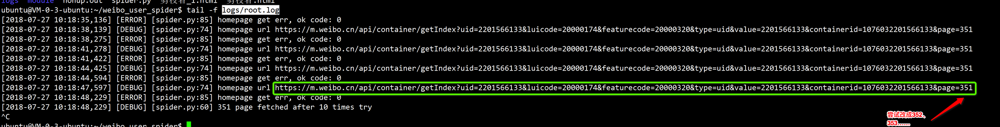 logs module nohup.out spider.py 剪枝者_1.html 剪枝者.html
ubuntu@VM-0-3-ubuntu:~/weibo_user_spider$ tail -f logs/root.log
[2018-07-27 10:18:35,136] [ERROR] [spider.py:85] homepage get err, ok code: 0
[2018-07-27 10:18:38,139] [DEBUG] [spider.py:74] homepage url https://m.weibo.cn/api/container/getIndex?uid=2201566133&luicode=20000174&featurecode=20000320&type=uid&value=2201566133&containerid=1076032201566133&page=351
[2018-07-27 10:18:38,275] [ERROR] [spider.py:85] homepage get err, ok code: 0
[2018-07-27 10:18:41,278] [DEBUG] [spider.py:74] homepage url https://m.weibo.cn/api/container/getIndex?uid=2201566133&luicode=20000174&featurecode=20000320&type=uid&value=2201566133&containerid=1076032201566133&page=351
[2018-07-27 10:18:41,422] [ERROR] [spider.py:85] homepage get err, ok code: 0
[2018-07-27 10:18:44,425] [DEBUG] [spider.py:74] homepage url https://m.weibo.cn/api/container/getIndex?uid=2201566133&luicode=20000174&featurecode=20000320&type=uid&value=2201566133&containerid=1076032201566133&page=351
[2018-07-27 10:18:44,594] [ERROR] [spider.py:85] homepage get err, ok code: 0
[2018-07-27 10:18:47,597] [DEBUG] [spider.py:74] homepage url https://m.weibo.cn/api/container/getIndex?uid=2201566133&luicode=20000174&featurecode=20000320&type=uid&value=2201566133&containerid=1076032201566133&page=351
[2018-07-27 10:18:48,229] [ERROR] [spider.py:85] homepage get err, ok code: 0
[2018-07-27 10:18:48,229] [DEBUG] [spider.py:60] 351 page fetched after 10 times try
^C
尝试改成352、
353......
ubuntu@VM-0-3-ubuntu:~/weibo_user_spider$